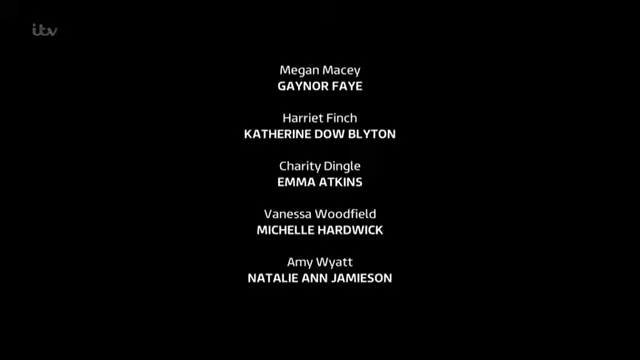 itv
Megan Macey
GAYNOR FAYE
Harriet Finch
KATHERINE DOW BLYTON
Charity Dingle
EMMA ATKINS
Vanessa Woodfield
MICHELLE HARDWICK
Amy Wyatt
NATALIE ANN JAMIESON